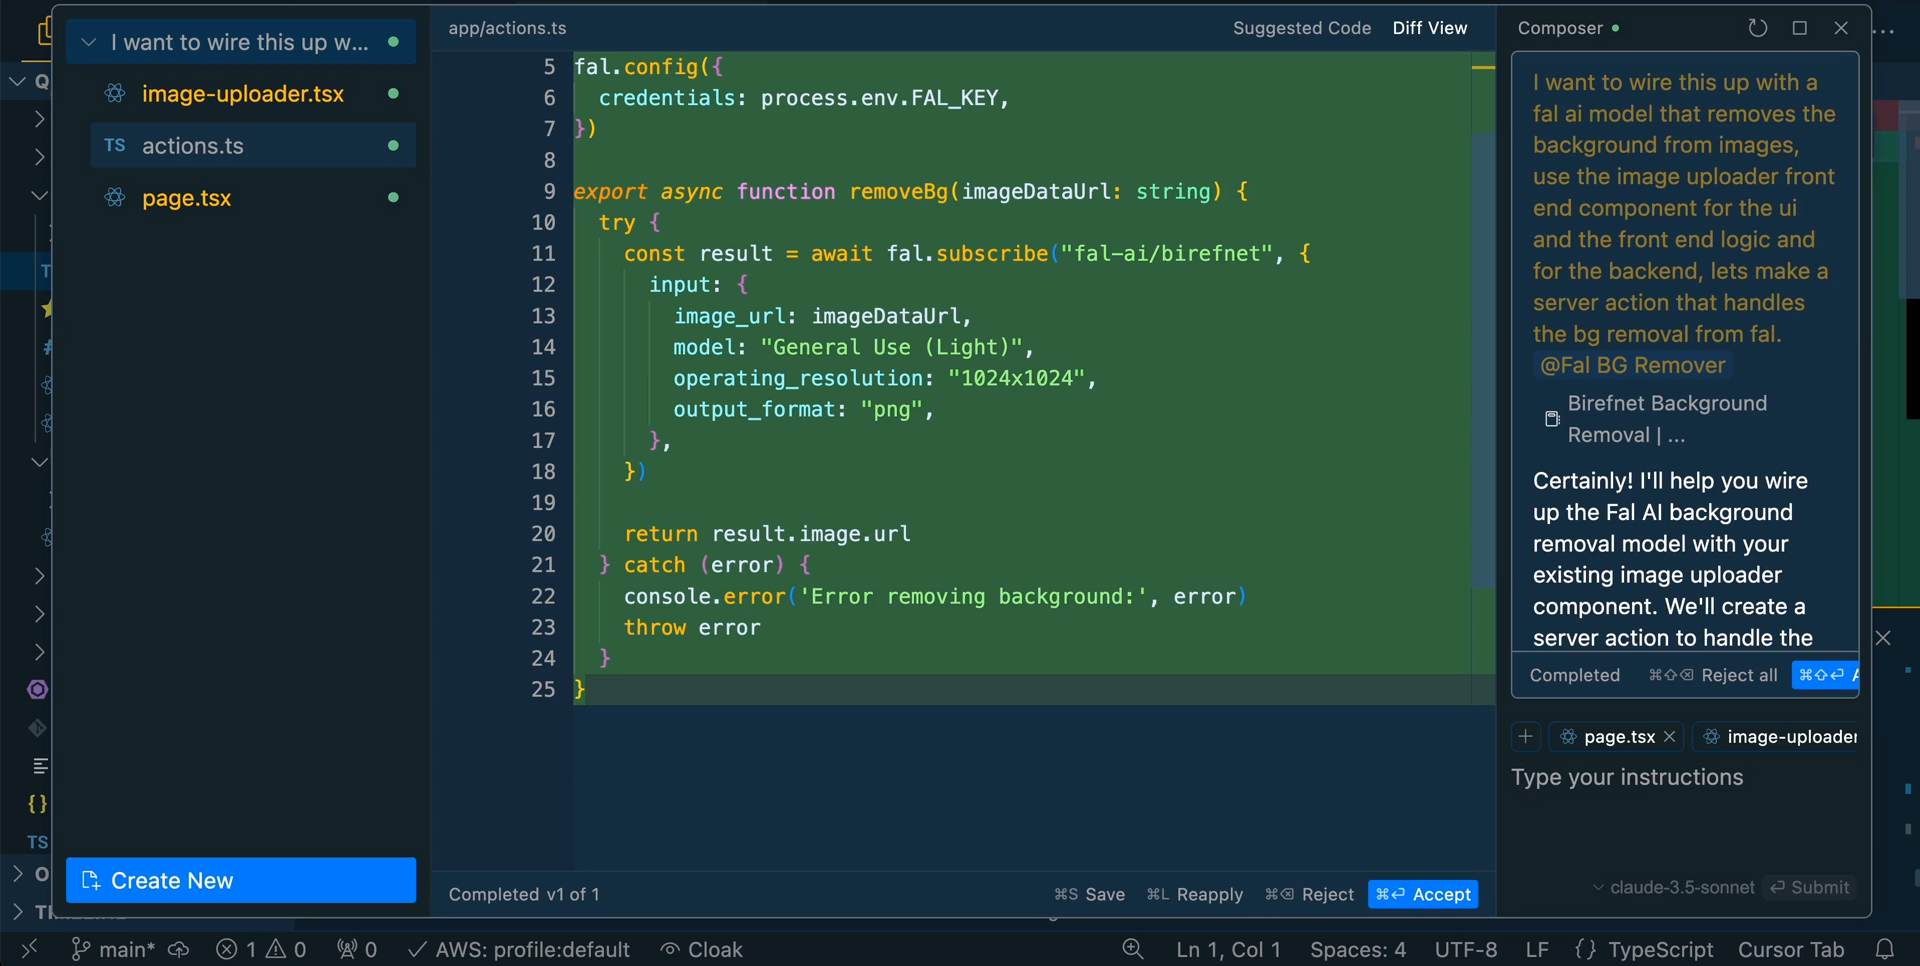 I want to wire this up w...
image-uploader.tsx
TS actions.ts
page.tsx
Create New
app/actions.ts
Suggested Code
Diff View
5 fal.config({
6 credentials: process.env.FAL_KEY,
7 })
8
9 export async function removeBg(imageDataUrl: string) {
10 try {
11 const result = await fal.subscribe("fal-ai/birefnet", {
12 input: {
13 image_url: imageDataUrl,
14 model: "General Use (Light)",
15 operating_resolution: "1024x1024",
16 output_format: "png",
17 },
18 })
19
20 return result.image.url
21 } catch (error) {
22 console.error('Error removing background:', error)
23 throw error
24 }
25 }
Completed v1 of 1
⌘S Save
⌘L Reapply
⌘⌫ Reject
⌘⏎ Accept
Composer
I want to wire this up with a
fal ai model that removes the
background from images,
use the image uploader front
end component for the ui
and the front end logic and
for the backend, lets make a
server action that handles
the bg removal from fal.
@Fal BG Remover
Birefnet Background
Removal | ...
Certainly! I'll help you wire
up the Fal AI background
removal model with your
existing image uploader
component. We'll create a
server action to handle the
Completed
⌘⇧⌫ Reject all
⌘⇧⏎ A
page.tsx
image-uploader
Type your instructions
claude-3.5-sonnet
⏎ Submit
Q
TS
O
main*
1
0
0
AWS: profile:default
Cloak
Ln 1, Col 1
Spaces: 4
UTF-8
LF
{} TypeScript
Cursor Tab